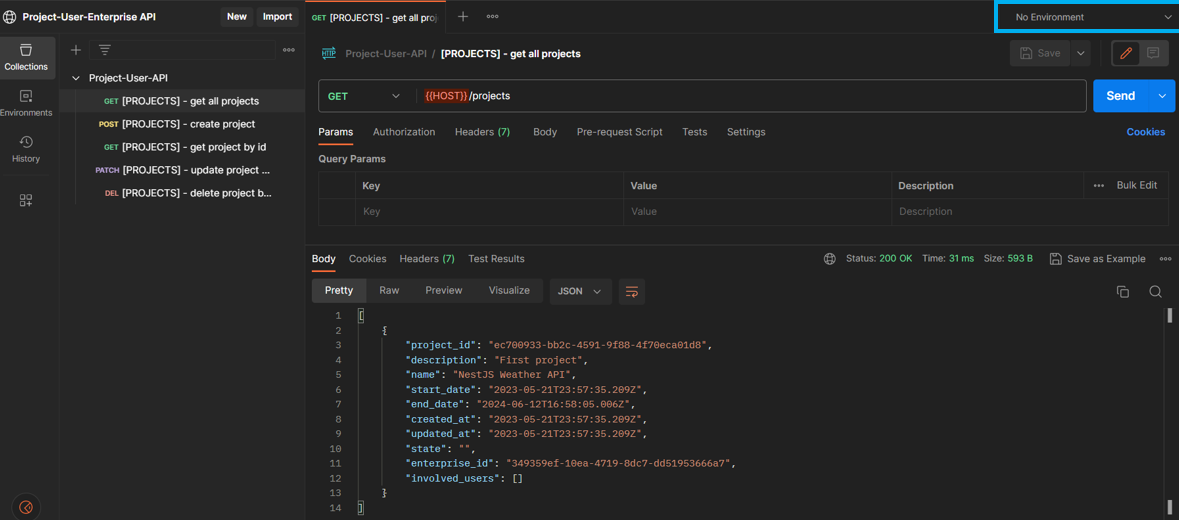 Project-User-Enterprise API
New
Import
GET [PROJECTS] - get all proj
No Environment
Collections
Environments
History
Project-User-API
GET [PROJECTS] - get all projects
POST [PROJECTS] - create project
GET [PROJECTS] - get project by id
PATCH [PROJECTS] - update project ...
DEL [PROJECTS] - delete project b...
HTTP Project-User-API / [PROJECTS] - get all projects
Save
GET {{HOST}}/projects
Send
Params Authorization Headers (7) Body Pre-request Script Tests Settings
Cookies
Query Params
Key Value Description
Bulk Edit
Key Value Description
Body Cookies Headers (7) Test Results
Status: 200 OK Time: 31 ms Size: 593 B
Save as Example
Pretty Raw Preview Visualize JSON
1 [
2 {
3 "project_id": "ec700933-bb2c-4591-9f88-4f70eca01d8",
4 "description": "First project",
5 "name": "NestJS Weather API",
6 "start_date": "2023-05-21T23:57:35.209Z",
7 "end_date": "2024-06-12T16:58:05.006Z",
8 "created_at": "2023-05-21T23:57:35.209Z",
9 "updated_at": "2023-05-21T23:57:35.209Z",
10 "state": "",
11 "enterprise_id": "349359ef-10ea-4719-8dc7-dd51953666a7",
12 "involved_users": []
13 }
14 ]